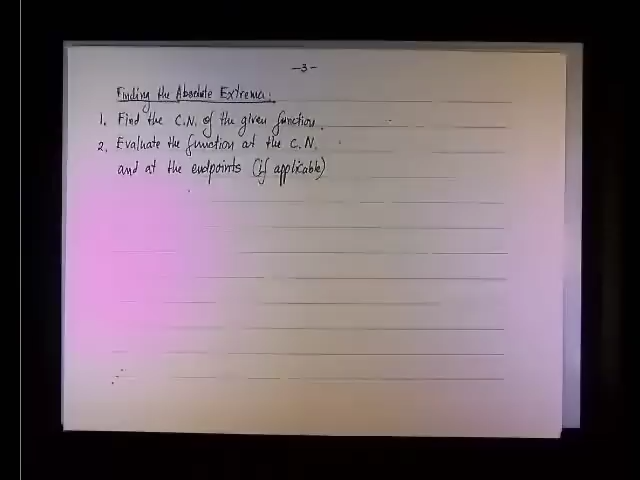 -3-
Finding the Absolute Extrema:
1. Find the C.N. of the given function.
2. Evaluate the function at the C.N.
and at the endpoints (if applicable)